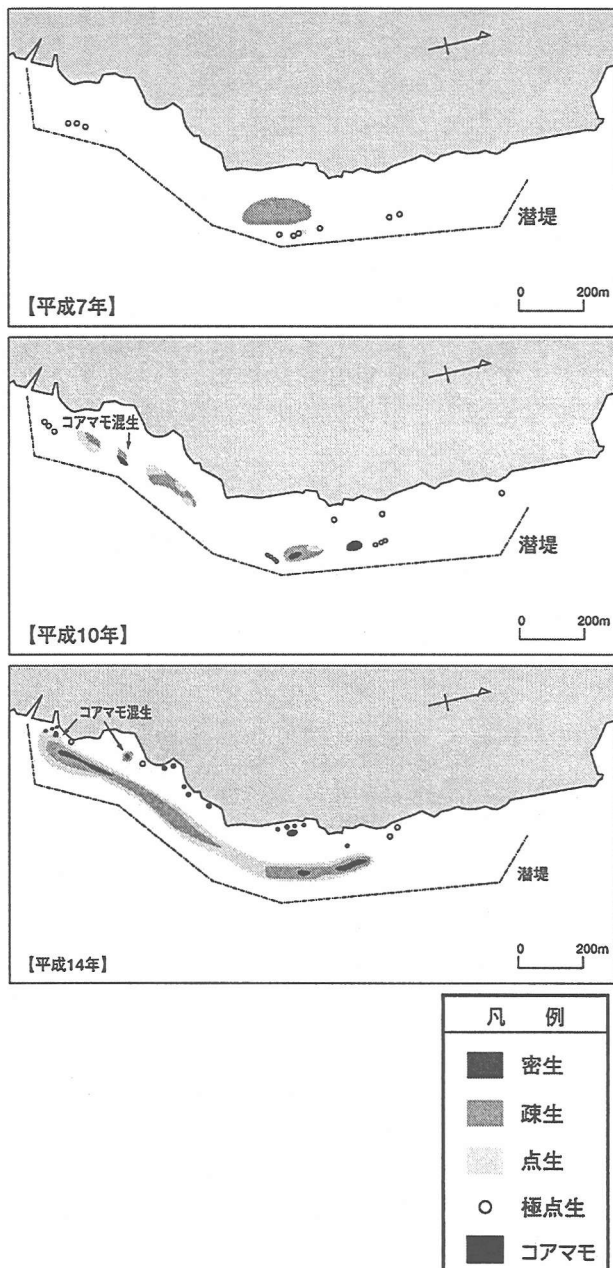 潜堤
【平成7年】
0 200m
コアマモ混生
潜堤
【平成10年】
0 200m
コアマモ混生
潜堤
【平成14年】
0 200m
凡 例
密生
疎生
点生
極点生
コアマモ